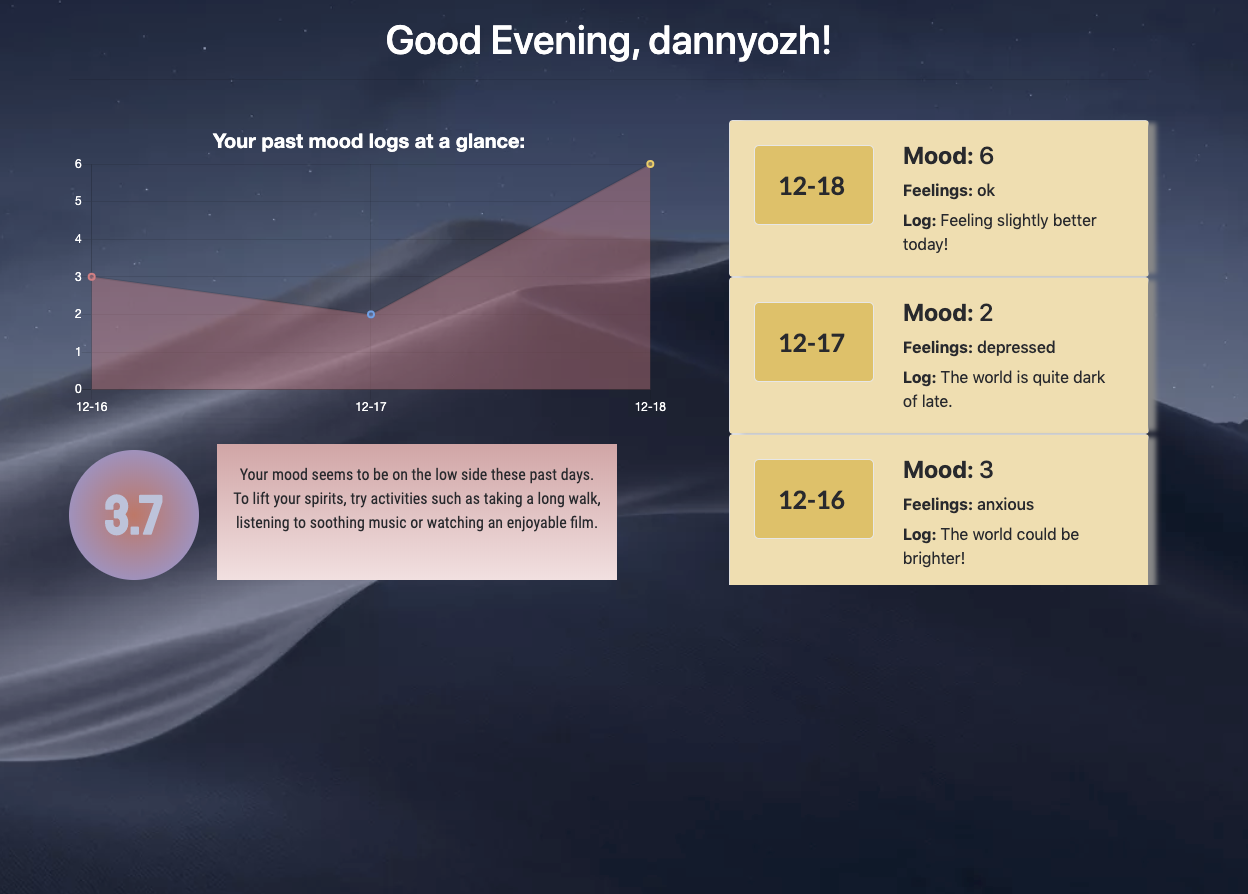 Good Evening, dannyozh!
Your past mood logs at a glance:
6
5
4
3
2
1
0
12-16 12-17 12-18
3.7
Your mood seems to be on the low side these past days.
To lift your spirits, try activities such as taking a long walk,
listening to soothing music or watching an enjoyable film.
12-18
Mood: 6
Feelings: ok
Log: Feeling slightly better
today!
12-17
Mood: 2
Feelings: depressed
Log: The world is quite dark
of late.
12-16
Mood: 3
Feelings: anxious
Log: The world could be
brighter!